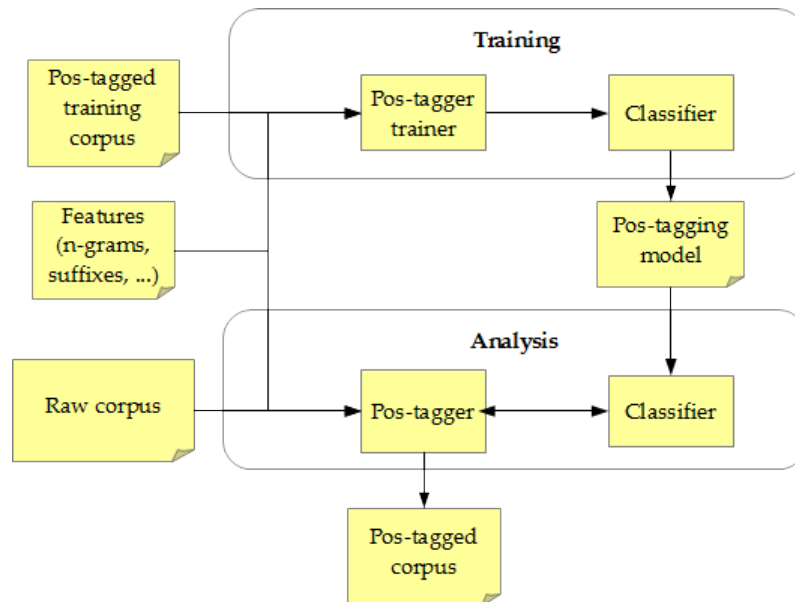 Training
Pos-tagged
training
corpus
Pos-tagger
trainer
Classifier
Features
(n-grams,
suffixes, ...)
Pos-tagging
model
Analysis
Raw corpus
Pos-tagger
Classifier
Pos-tagged
corpus